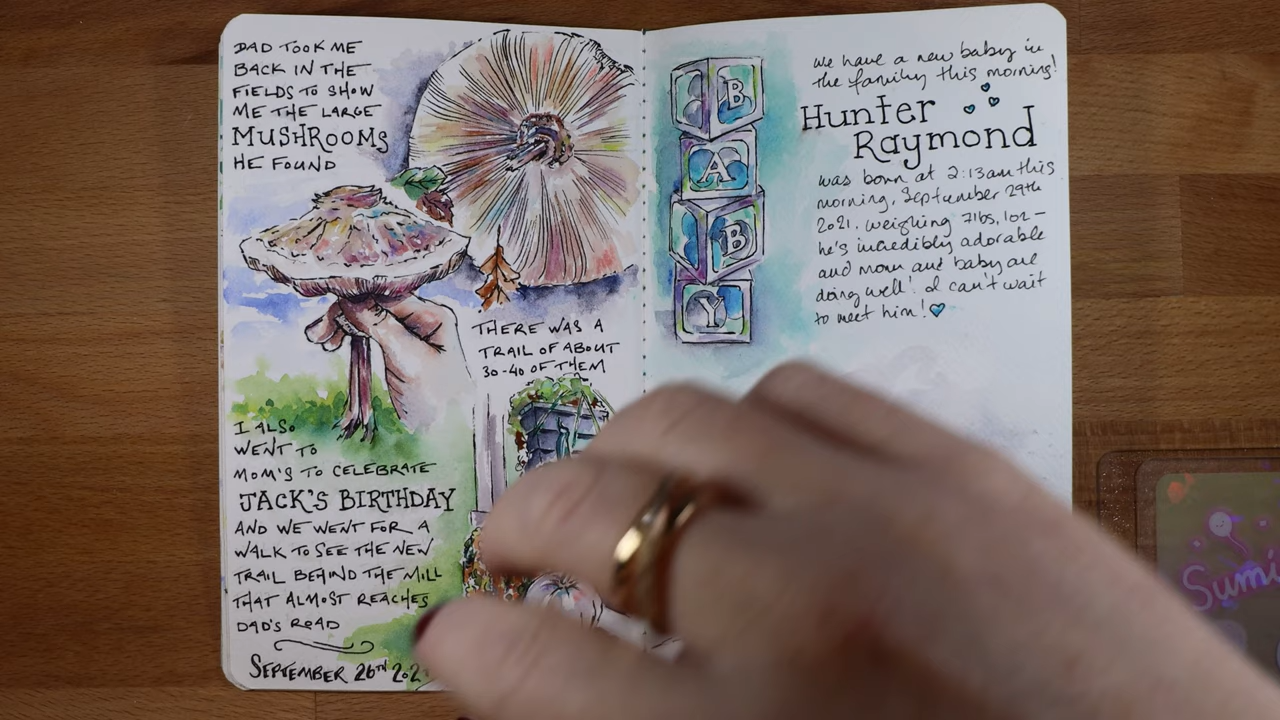 DAD TOOK ME
BACK IN THE
FIELDS TO SHOW
ME THE LARGE
MUSHROOMS
HE FOUND
THERE WAS A
TRAIL OF ABOUT
30-40 OF THEM
I ALSO
WENT TO
MOM'S TO CELEBRATE
JACK'S BIRTHDAY
AND WE WENT FOR A
WALK TO SEE THE NEW
TRAIL BEHIND THE MILL
THAT ALMOST REACHES
DAD'S ROAD
SEPTEMBER 26TH 202
B
A
B
Y
we have a new baby in
the family this morning!
Hunter
Raymond
was born at 2:13am this
morning, September 29th
2021, weighing 7lbs, 1oz –
he's incredibly adorable
and mom and baby are
doing well! I can't wait
to meet him!
Sumi